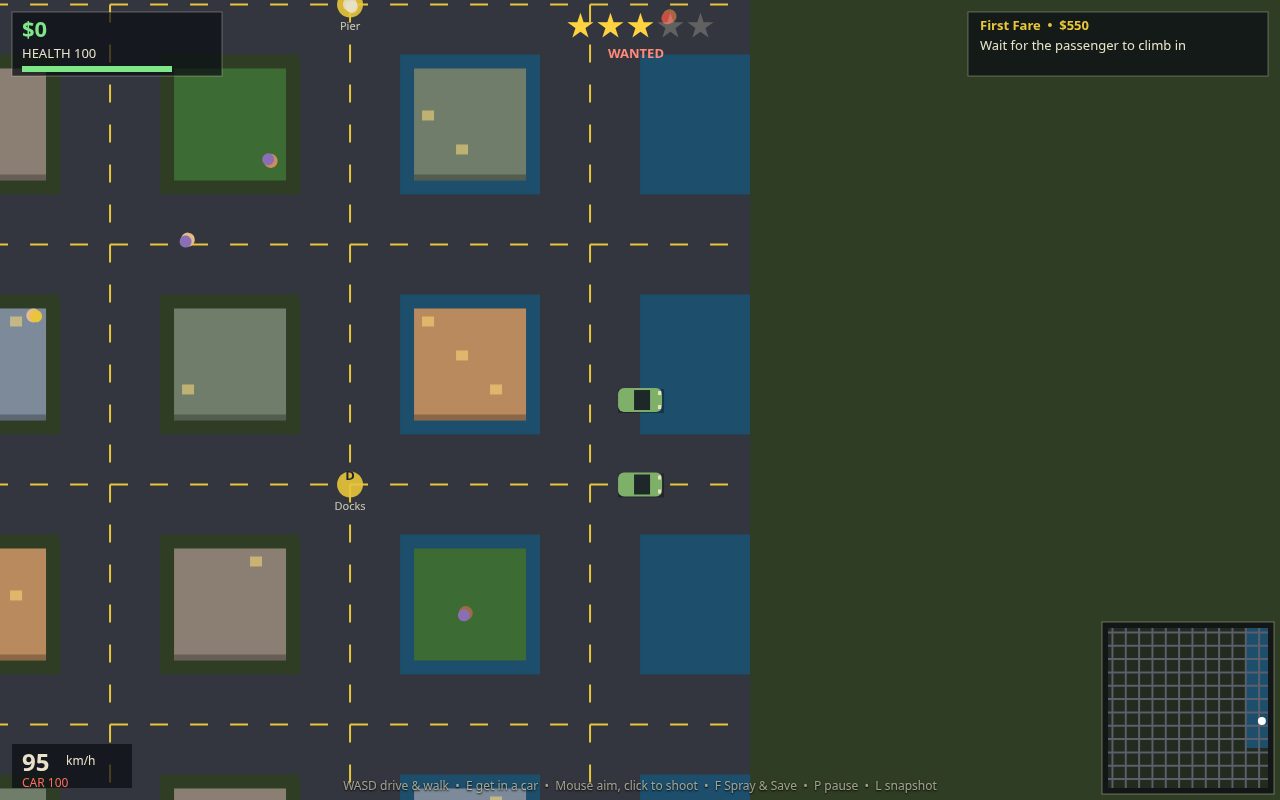 $0
HEALTH 100
Pier
★★★★★
WANTED
First Fare • $550
Wait for the passenger to climb in
D
Docks
95 km/h
CAR 100
WASD drive & walk • E get in a car • Mouse aim, click to shoot • F Spray & Save • P pause • L snapshot